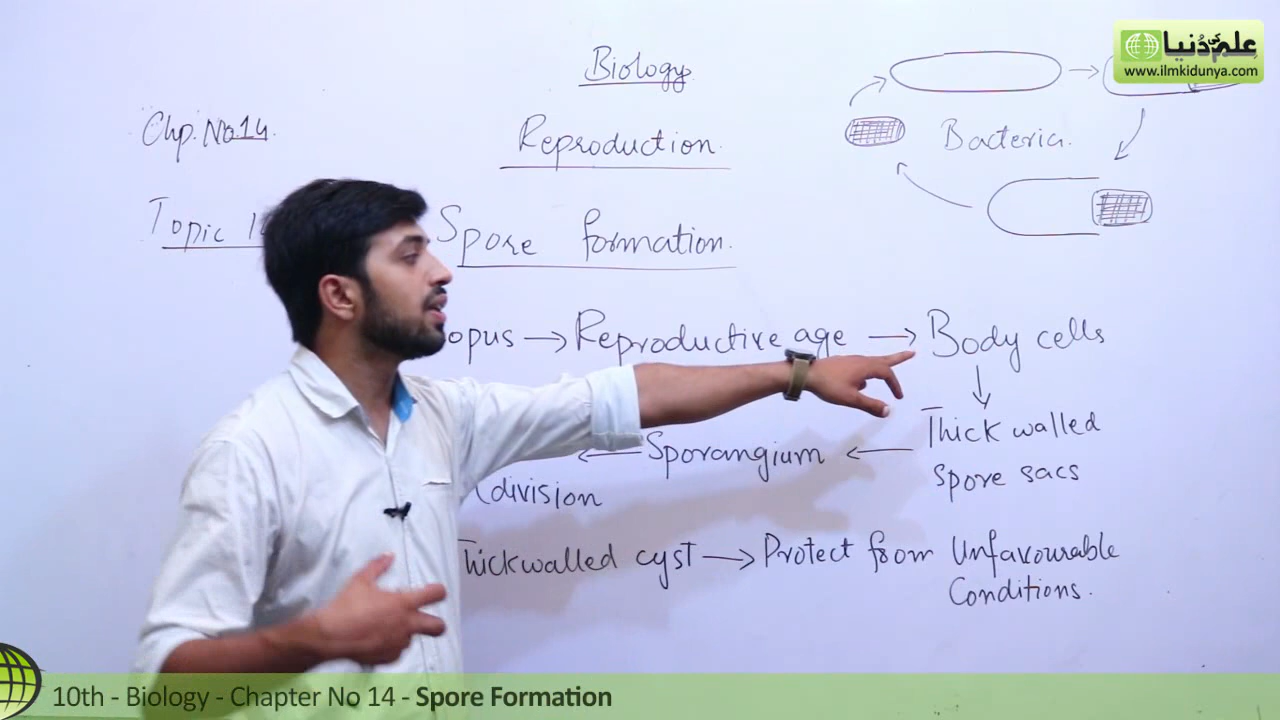 علم کی دُنیا
www.ilmkidunya.com
Biology
Chp. No.14
Reproduction.
Bacteria.
Topic
Spore formation.
opus → Reproductive age → Body cells
↓
Thick walled
spore sacs
← Sporangium ←
division
Thickwalled cyst → Protect from Unfavourable
Conditions.
10th - Biology - Chapter No 14 - Spore Formation